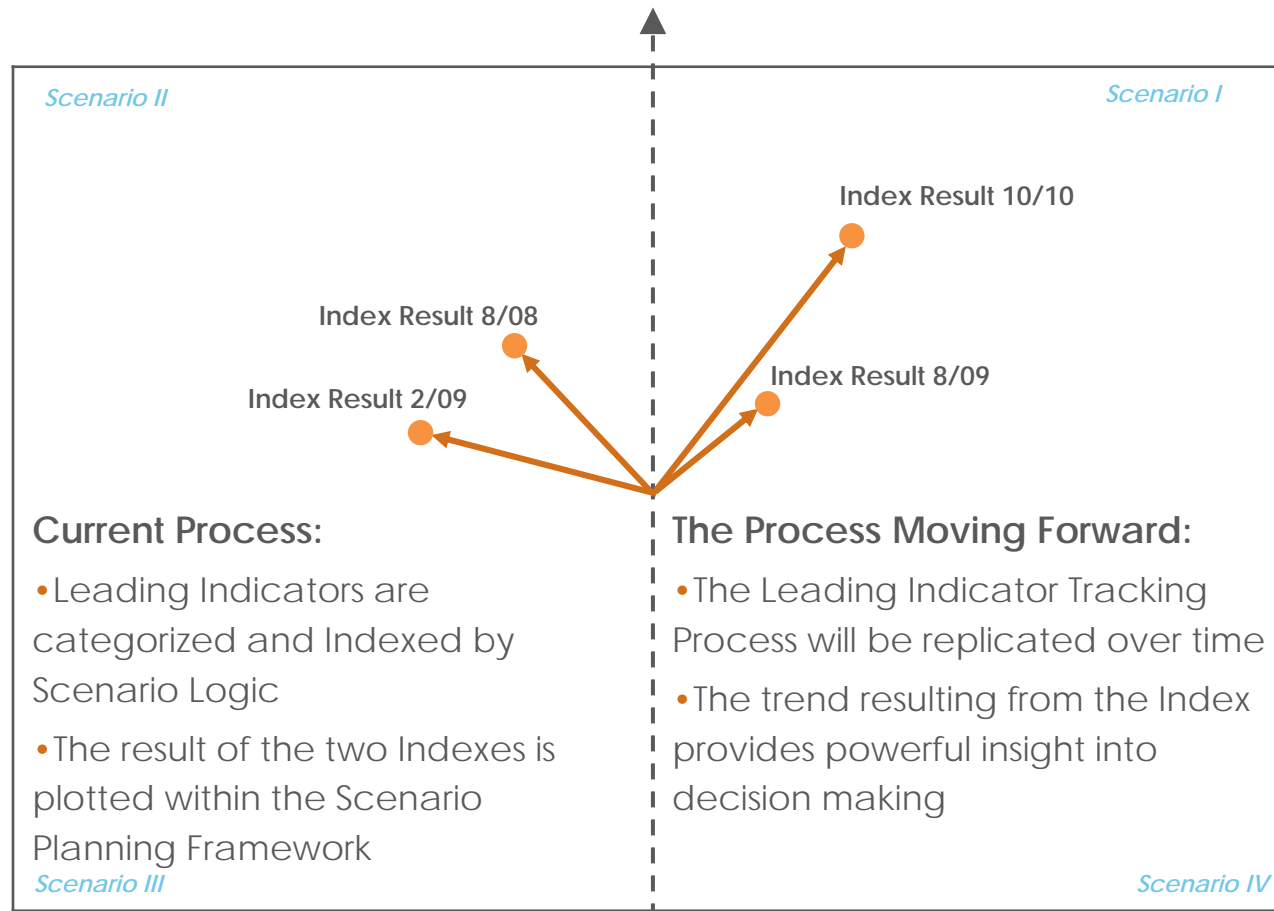 Scenario II
Scenario I
Index Result 10/10
Index Result 8/08
Index Result 8/09
Index Result 2/09
Current Process:
•Leading Indicators are
categorized and Indexed by
Scenario Logic
•The result of the two Indexes is
plotted within the Scenario
Planning Framework
Scenario III
The Process Moving Forward:
•The Leading Indicator Tracking
Process will be replicated over time
•The trend resulting from the Index
provides powerful insight into
decision making
Scenario IV